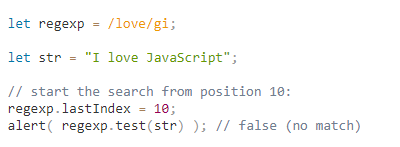 let regexp = /love/gi;
let str = "I love JavaScript";
// start the search from position 10:
regexp.lastIndex = 10;
alert( regexp.test(str) ); // false (no match)